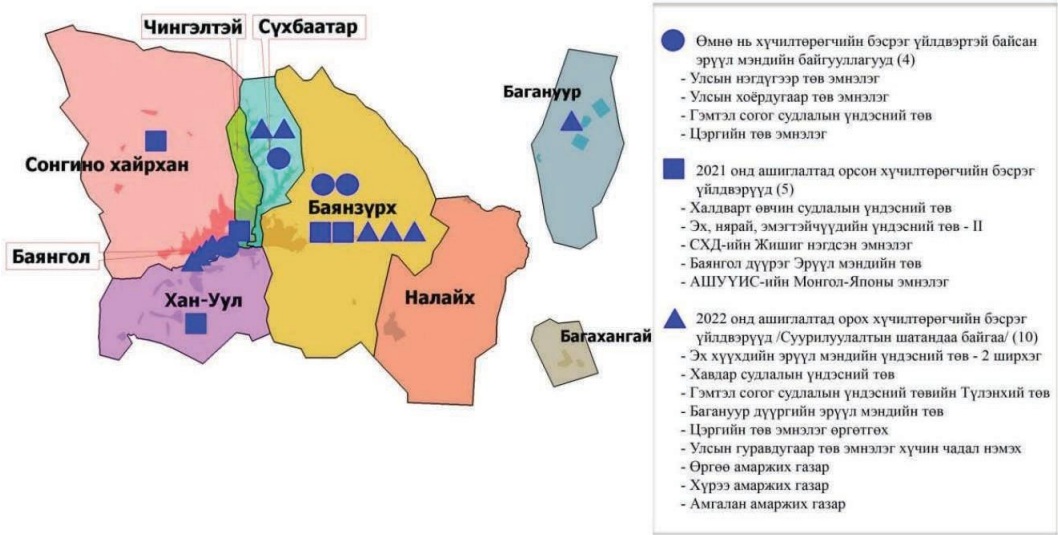 Чингэлтэй
Сүхбаатар
Багануур
Сонгино хайрхан
Баянзүрх
Баянгол
Хан-Уул
Налайх
Багахангай
Өмнө нь хүчилтөрөгчийн бэсрэг үйлдвэртэй байсан
эрүүл мэндийн байгууллагууд (4)
- Улсын нэгдүгээр төв эмнэлэг
- Улсын хоёрдугаар төв эмнэлэг
- Гэмтэл согог судлалын үндэсний төв
- Цэргийн төв эмнэлэг
2021 онд ашиглалтад орсон хүчилтөрөгчийн бэсрэг
үйлдвэрүүд (5)
- Халдварт өвчин судлалын үндэсний төв
- Эх, нярай, эмэгтэйчүүдийн үндэсний төв - II
- СХД-ийн Жишиг нэгдсэн эмнэлэг
- Баянгол дүүрэг Эрүүл мэндийн төв
- АШУҮИС-ийн Монгол-Японы эмнэлэг
2022 онд ашиглалтад орох хүчилтөрөгчийн бэсрэг
үйлдвэрүүд /Суурилуулалтын шатандаа байгаа/ (10)
- Эх хүүхдийн эрүүл мэндийн үндэсний төв - 2 ширхэг
- Хавдар судлалын үндэсний төв
- Гэмтэл согог судлалын үндэсний төвийн Түлэнхий төв
- Багануур дүүргийн эрүүл мэндийн төв
- Цэргийн төв эмнэлэг өргөтгөх
- Улсын гуравдугаар төв эмнэлэг хүчин чадал нэмэх
- Өргөө амаржих газар
- Хүрээ амаржих газар
- Амгалан амаржих газар